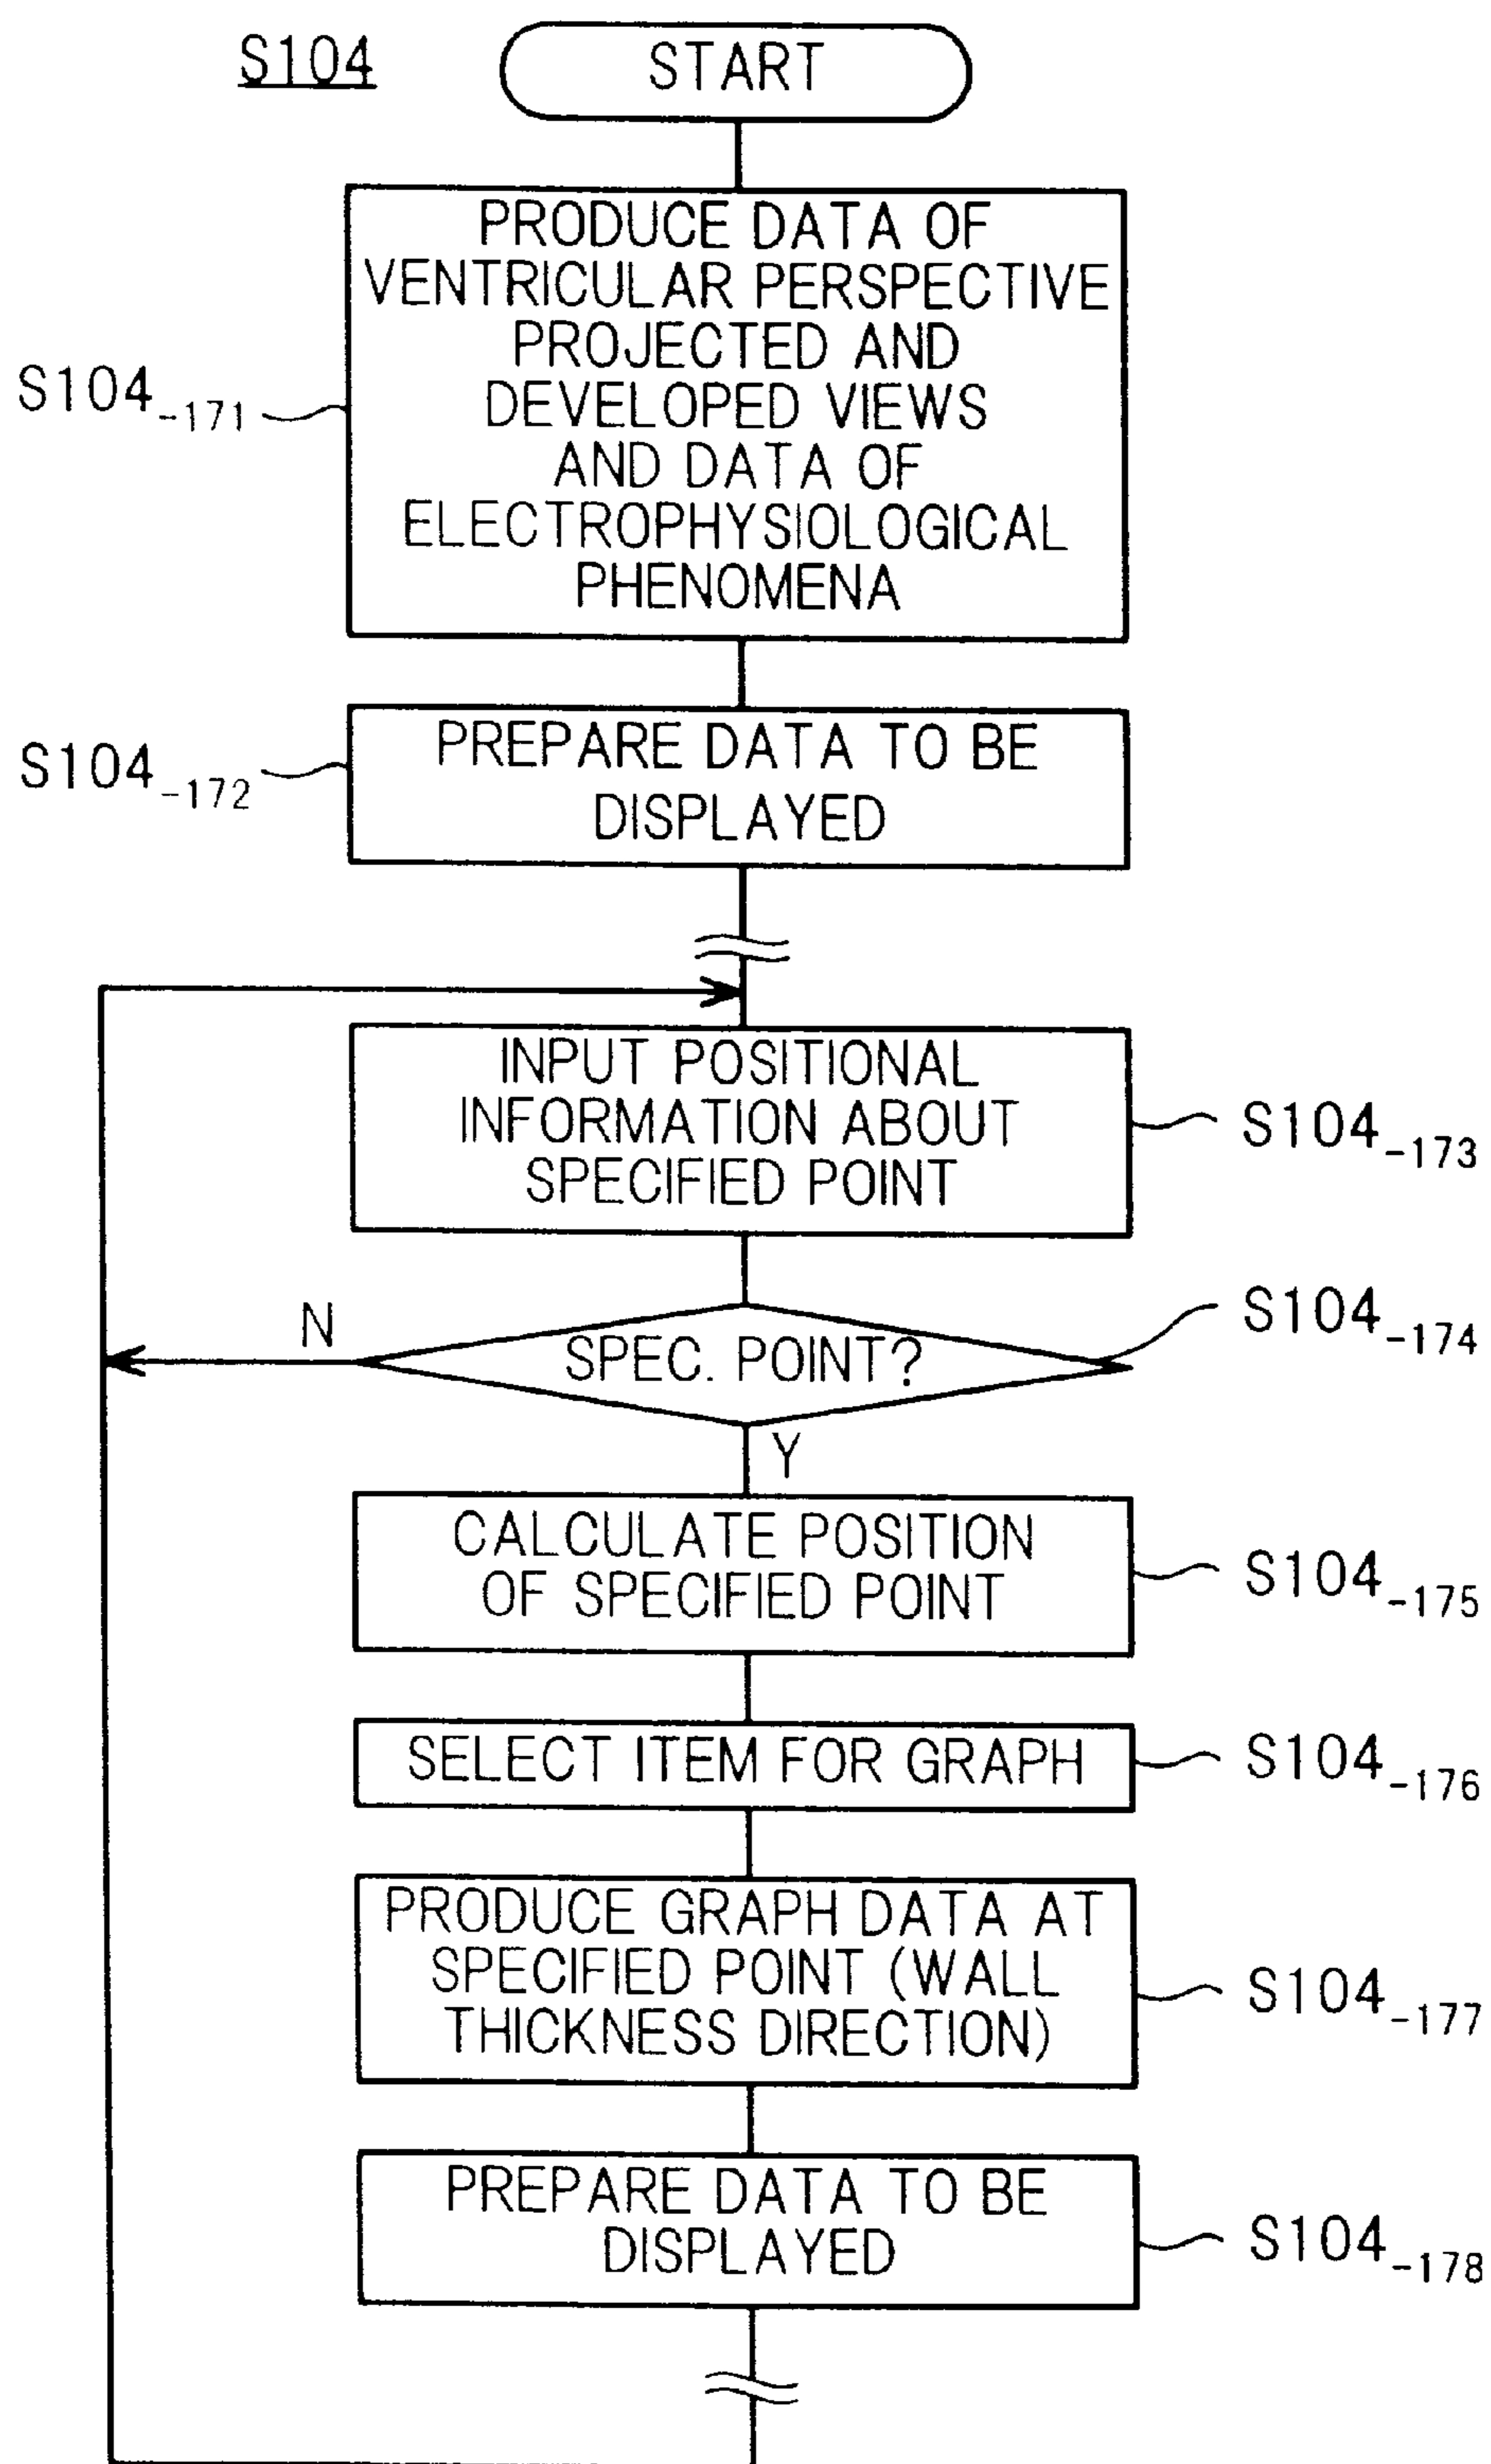 S104
START
PRODUCE DATA OF
VENTRICULAR PERSPECTIVE
PROJECTED AND
DEVELOPED VIEWS
AND DATA OF
ELECTROPHYSIOLOGICAL
PHENOMENA
S104-171
PREPARE DATA TO BE
DISPLAYED
S104-172
INPUT POSITIONAL
INFORMATION ABOUT
SPECIFIED POINT
S104-173
N
SPEC. POINT?
S104-174
Y
CALCULATE POSITION
OF SPECIFIED POINT
S104-175
SELECT ITEM FOR GRAPH
S104-176
PRODUCE GRAPH DATA AT
SPECIFIED POINT (WALL
THICKNESS DIRECTION)
S104-177
PREPARE DATA TO BE
DISPLAYED
S104-178